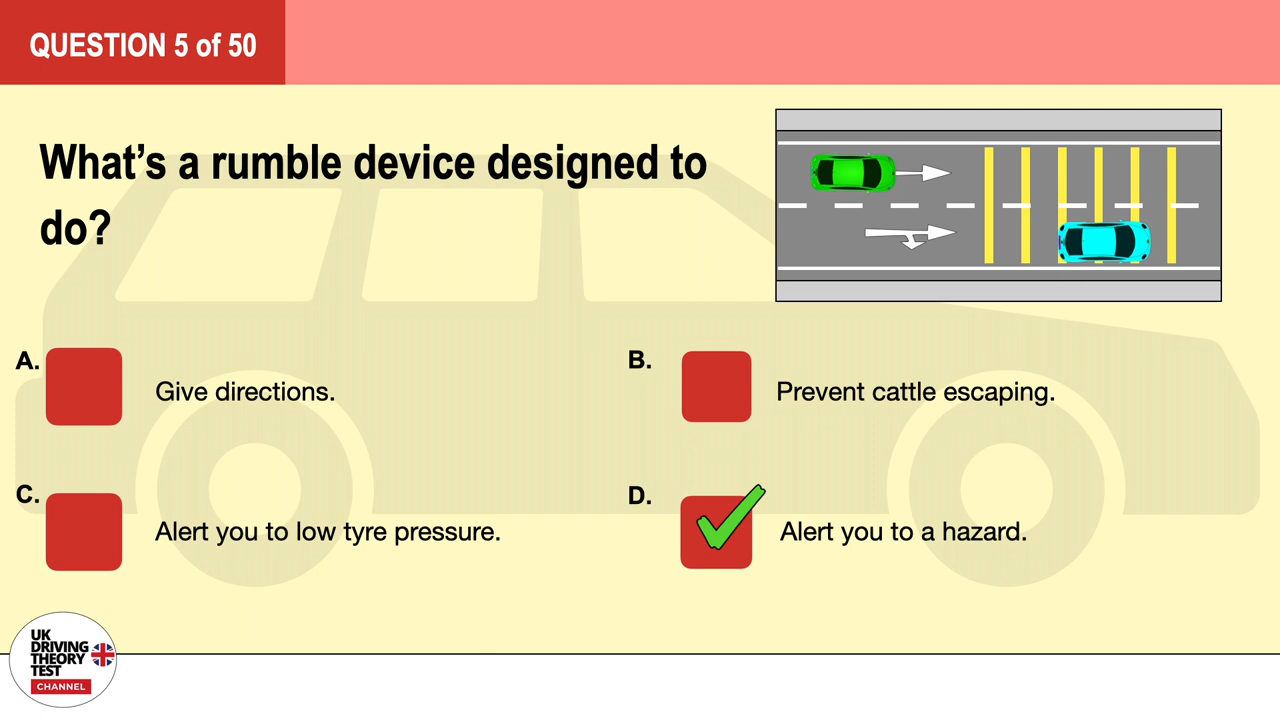 QUESTION 5 of 50
What's a rumble device designed to
do?
A.
Give directions.
B.
Prevent cattle escaping.
C.
Alert you to low tyre pressure.
D.
Alert you to a hazard.
UK
DRIVING
THEORY
TEST
CHANNEL